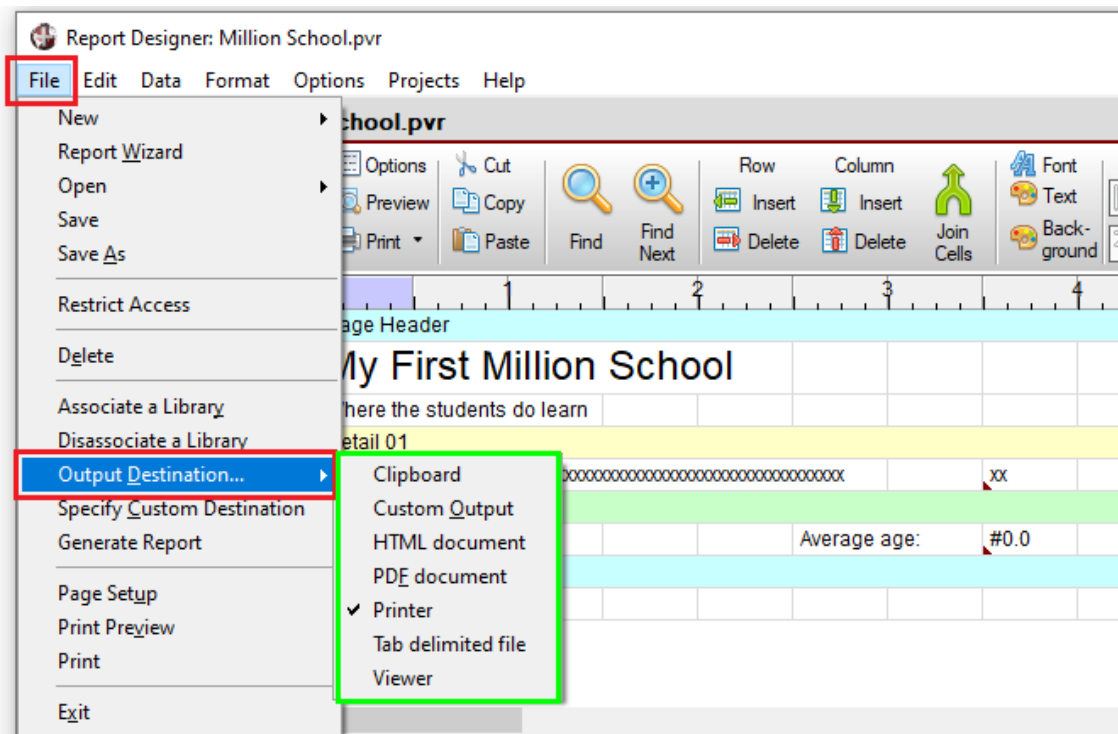 Report Designer: Million School.pvr
File Edit Data Format Options Projects Help
New
Report Wizard
Open
Save
Save As
Restrict Access
Delete
Associate a Library
Disassociate a Library
Output Destination...
Specify Custom Destination
Generate Report
Page Setup
Print Preview
Print
Exit
Clipboard
Custom Output
HTML document
PDF document
Printer
Tab delimited file
Viewer
chool.pvr
Options
Preview
Print
Cut
Copy
Paste
Find
Find
Next
Row
Insert
Delete
Column
Insert
Delete
Join
Cells
Font
Text
Back-
ground
1 2 3 4
age Header
My First Million School
here the students do learn
etail 01
xxxxxxxxxxxxxxxxxxxxxxxxxxxxxxxxxx xx
Average age: #0.0